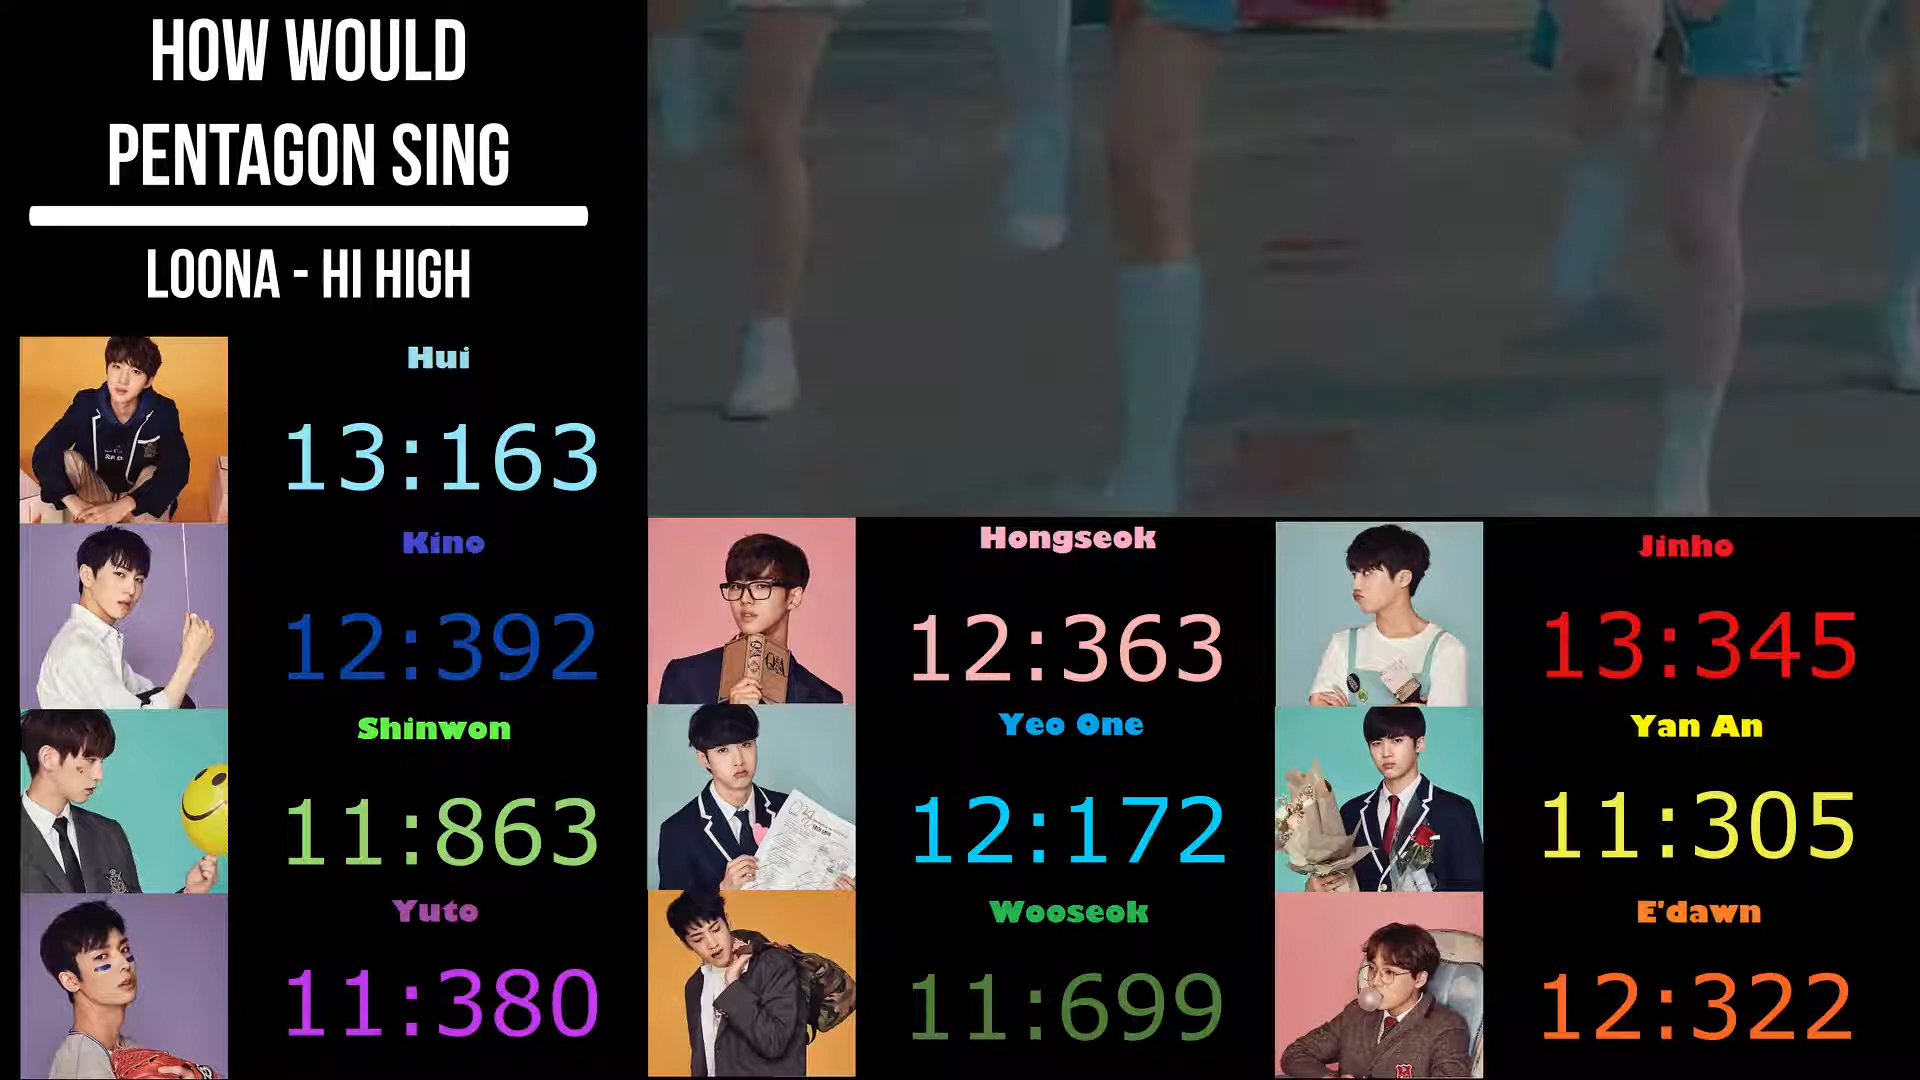 HOW WOULD
PENTAGON SING
LOONA - HI HIGH
Hui
13:163
Kino
12:392
Hongseok
12:363
Jinho
13:345
Shinwon
11:863
Yeo One
12:172
Yan An
11:305
Yuto
11:380
Wooseok
11:699
E'dawn
12:322